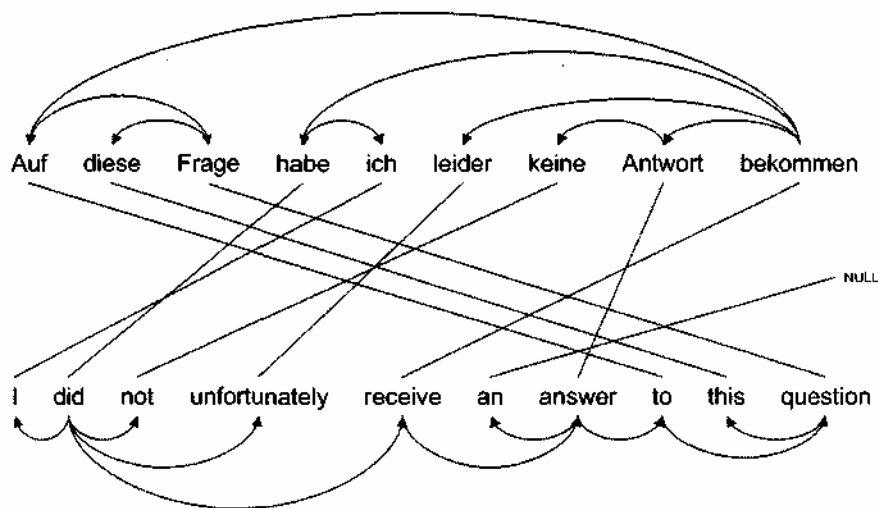 Auf diese Frage habe ich leider keine Antwort bekommen
NULL
I did not unfortunately receive an answer to this question